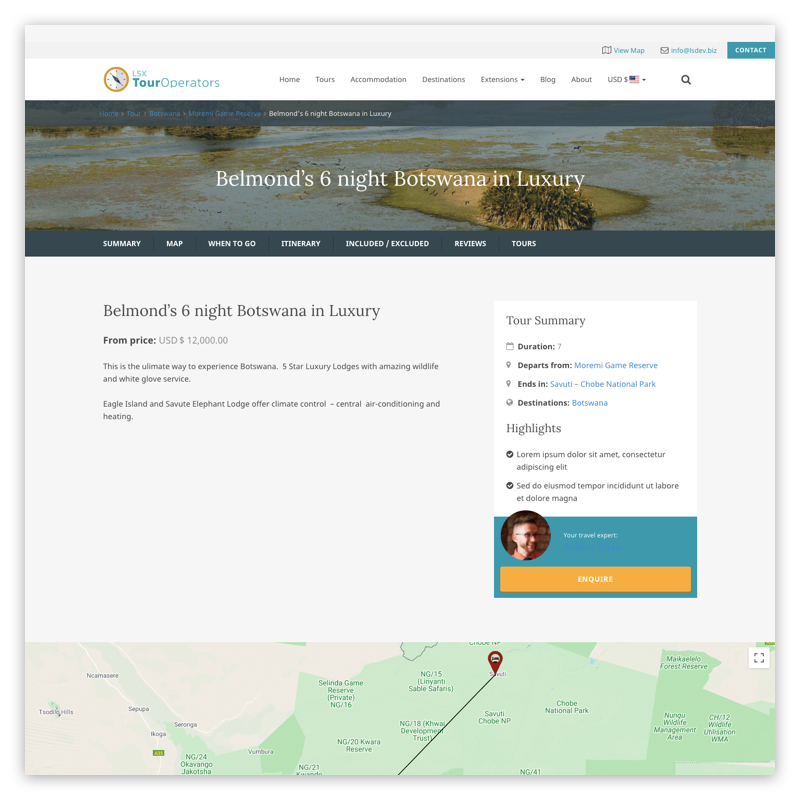 View Map
info@lsdev.biz
CONTACT
LSX
TourOperators
Home
Tours
Accommodation
Destinations
Extensions
Blog
About
USD $
Home
Tour
Botswana
Moremi Game Reserve
Belmond's 6 night Botswana in Luxury
Belmond's 6 night Botswana in Luxury
SUMMARY
MAP
WHEN TO GO
ITINERARY
INCLUDED / EXCLUDED
REVIEWS
TOURS
Belmond's 6 night Botswana in Luxury
From price: USD $ 12,000.00
This is the ulimate way to experience Botswana.  5 Star Luxury Lodges with amazing wildlife
and white glove service.
Eagle Island and Savute Elephant Lodge offer climate control  – central  air-conditioning and
heating.
Tour Summary
Duration: 7
Departs from: Moremi Game Reserve
Ends in: Savuti – Chobe National Park
Destinations: Botswana
Highlights
Lorem ipsum dolor sit amet, consectetur
adipiscing elit
Sed do eiusmod tempor incididunt ut labore
et dolore magna
Your travel expert:
ENQUIRE
Chobe NP
Ncamasere
Tsodilo Hills
Sepupa
Seronga
Ikoga
A35
NG/24
Okavango
Jakotsha
Vumbura
Selinda Game
Reserve
(Private)
NG/16
NG/20 Kwara
Reserve
NG/21
Kwando
NG/15
(Linyanti
Sable Safaris)
NG/18 (Khwai
Development
Trust)
Savuti
Savuti
Chobe NP
Chobe
National Park
NG/41
Maikaelelo
Forest Reserve
Nungu
Wildlife
Management
Area
CH/12
Wildlife
Utilisation
WMA